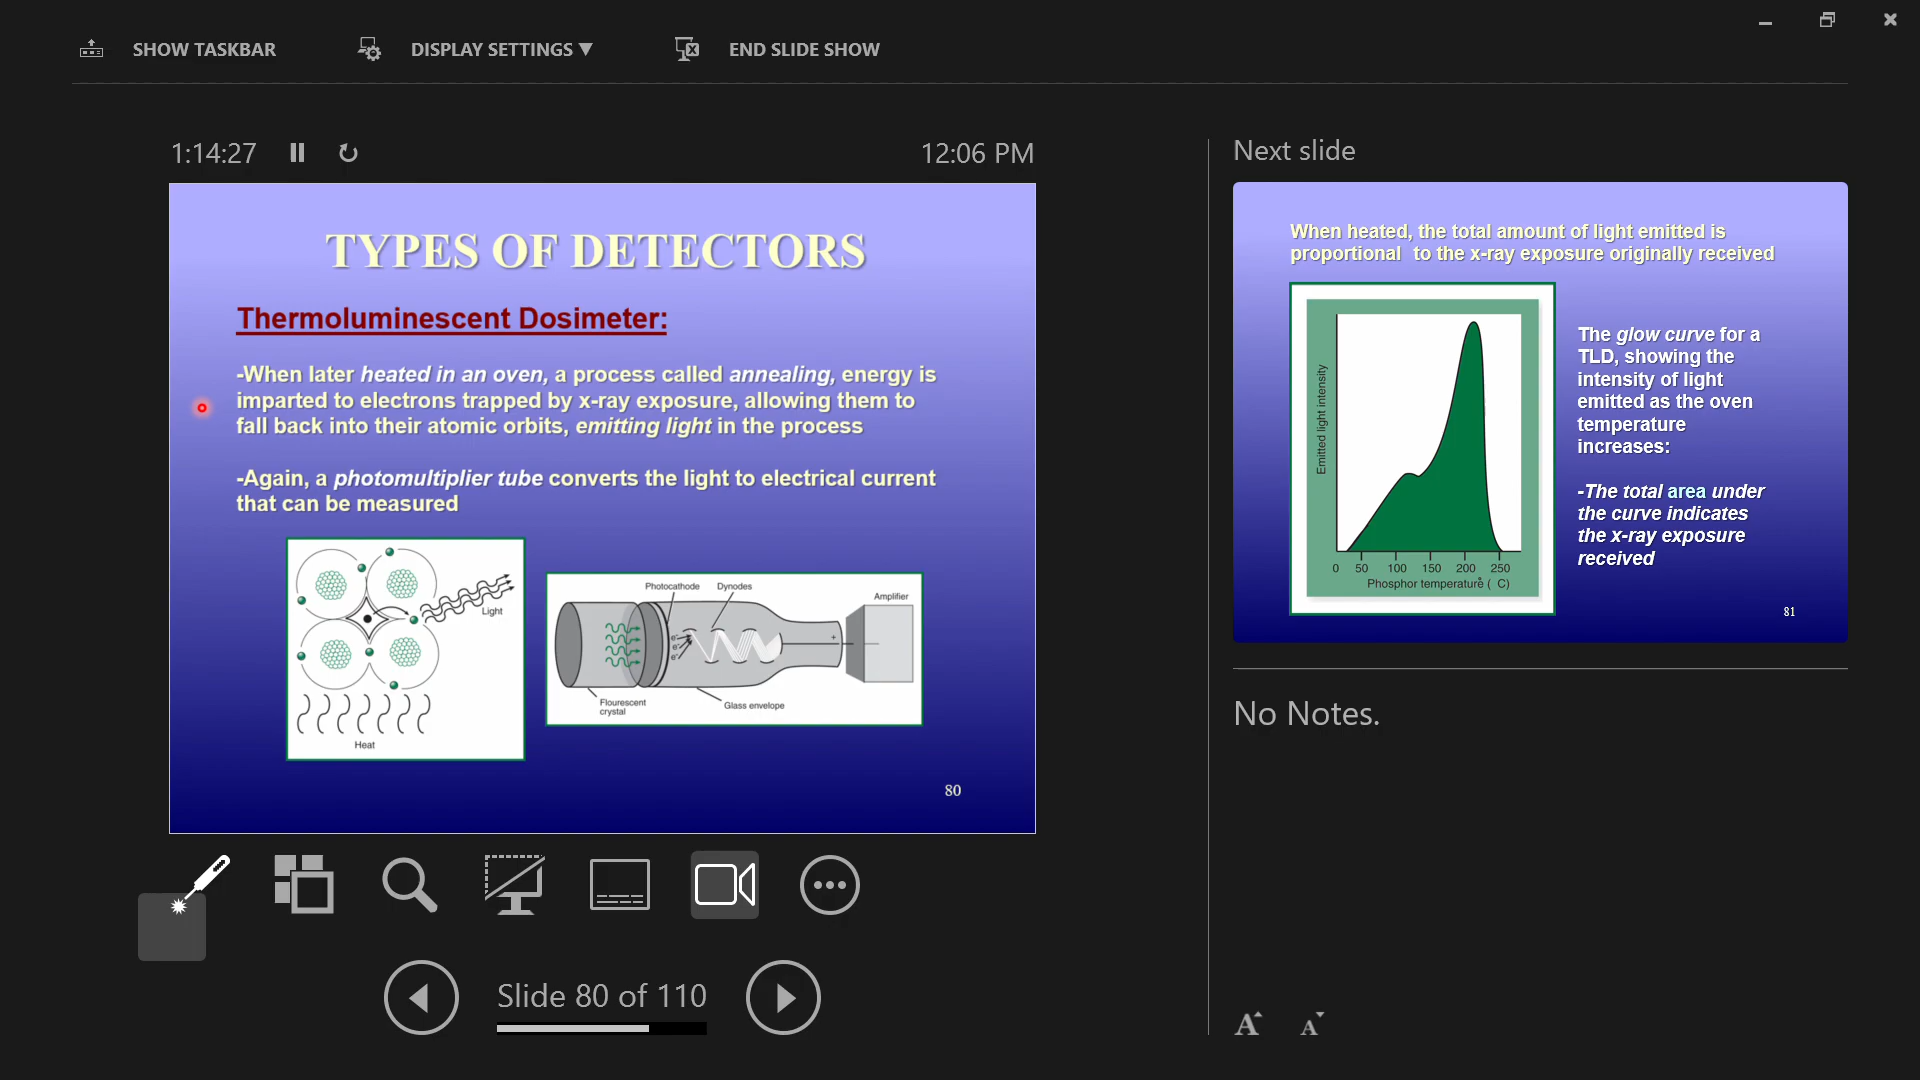 SHOW TASKBAR
DISPLAY SETTINGS ▼
END SLIDE SHOW
1:14:27
12:06 PM
TYPES OF DETECTORS
Thermoluminescent Dosimeter:
-When later heated in an oven, a process called annealing, energy is
imparted to electrons trapped by x-ray exposure, allowing them to
fall back into their atomic orbits, emitting light in the process
-Again, a photomultiplier tube converts the light to electrical current
that can be measured
Light
Heat
Photocathode
Dynodes
Amplifier
e-
e-
e-
+
Flourescent
crystal
Glass envelope
80
Slide 80 of 110
Next slide
When heated, the total amount of light emitted is
proportional to the x-ray exposure originally received
Emitted light intensity
0 50 100 150 200 250
Phosphor temperature (°C)
The glow curve for a
TLD, showing the
intensity of light
emitted as the oven
temperature
increases:
-The total area under
the curve indicates
the x-ray exposure
received
81
No Notes.
A A